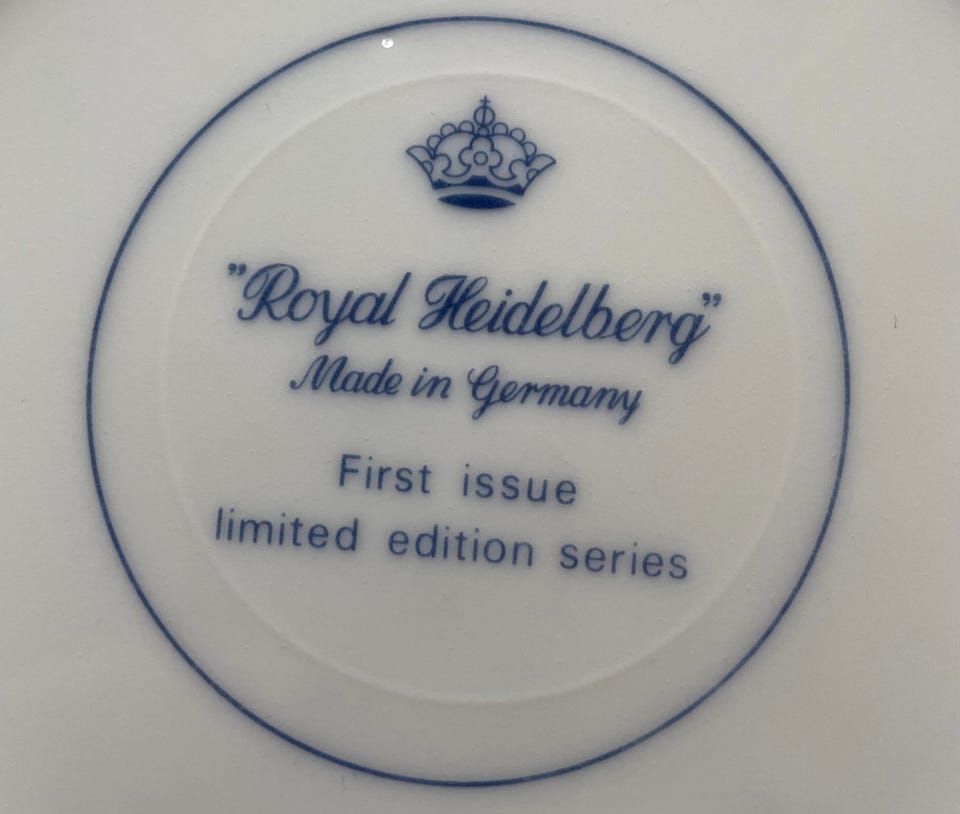 ”Royal Heidelberg”
Made in Germany
First issue
limited edition series